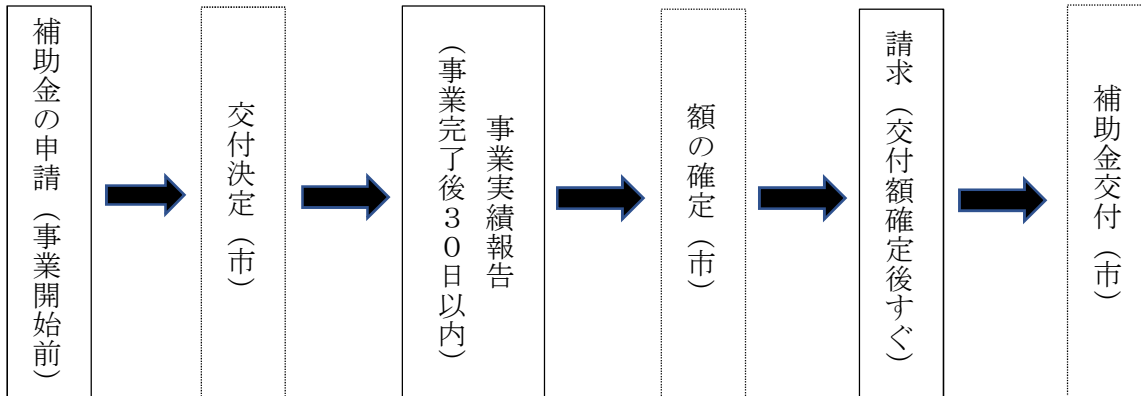 補助金の申請（事業開始前）
交付決定（市）
事業実績報告
（事業完了後３０日以内）
額の確定（市）
請求（交付額確定後すぐ）
補助金交付（市）